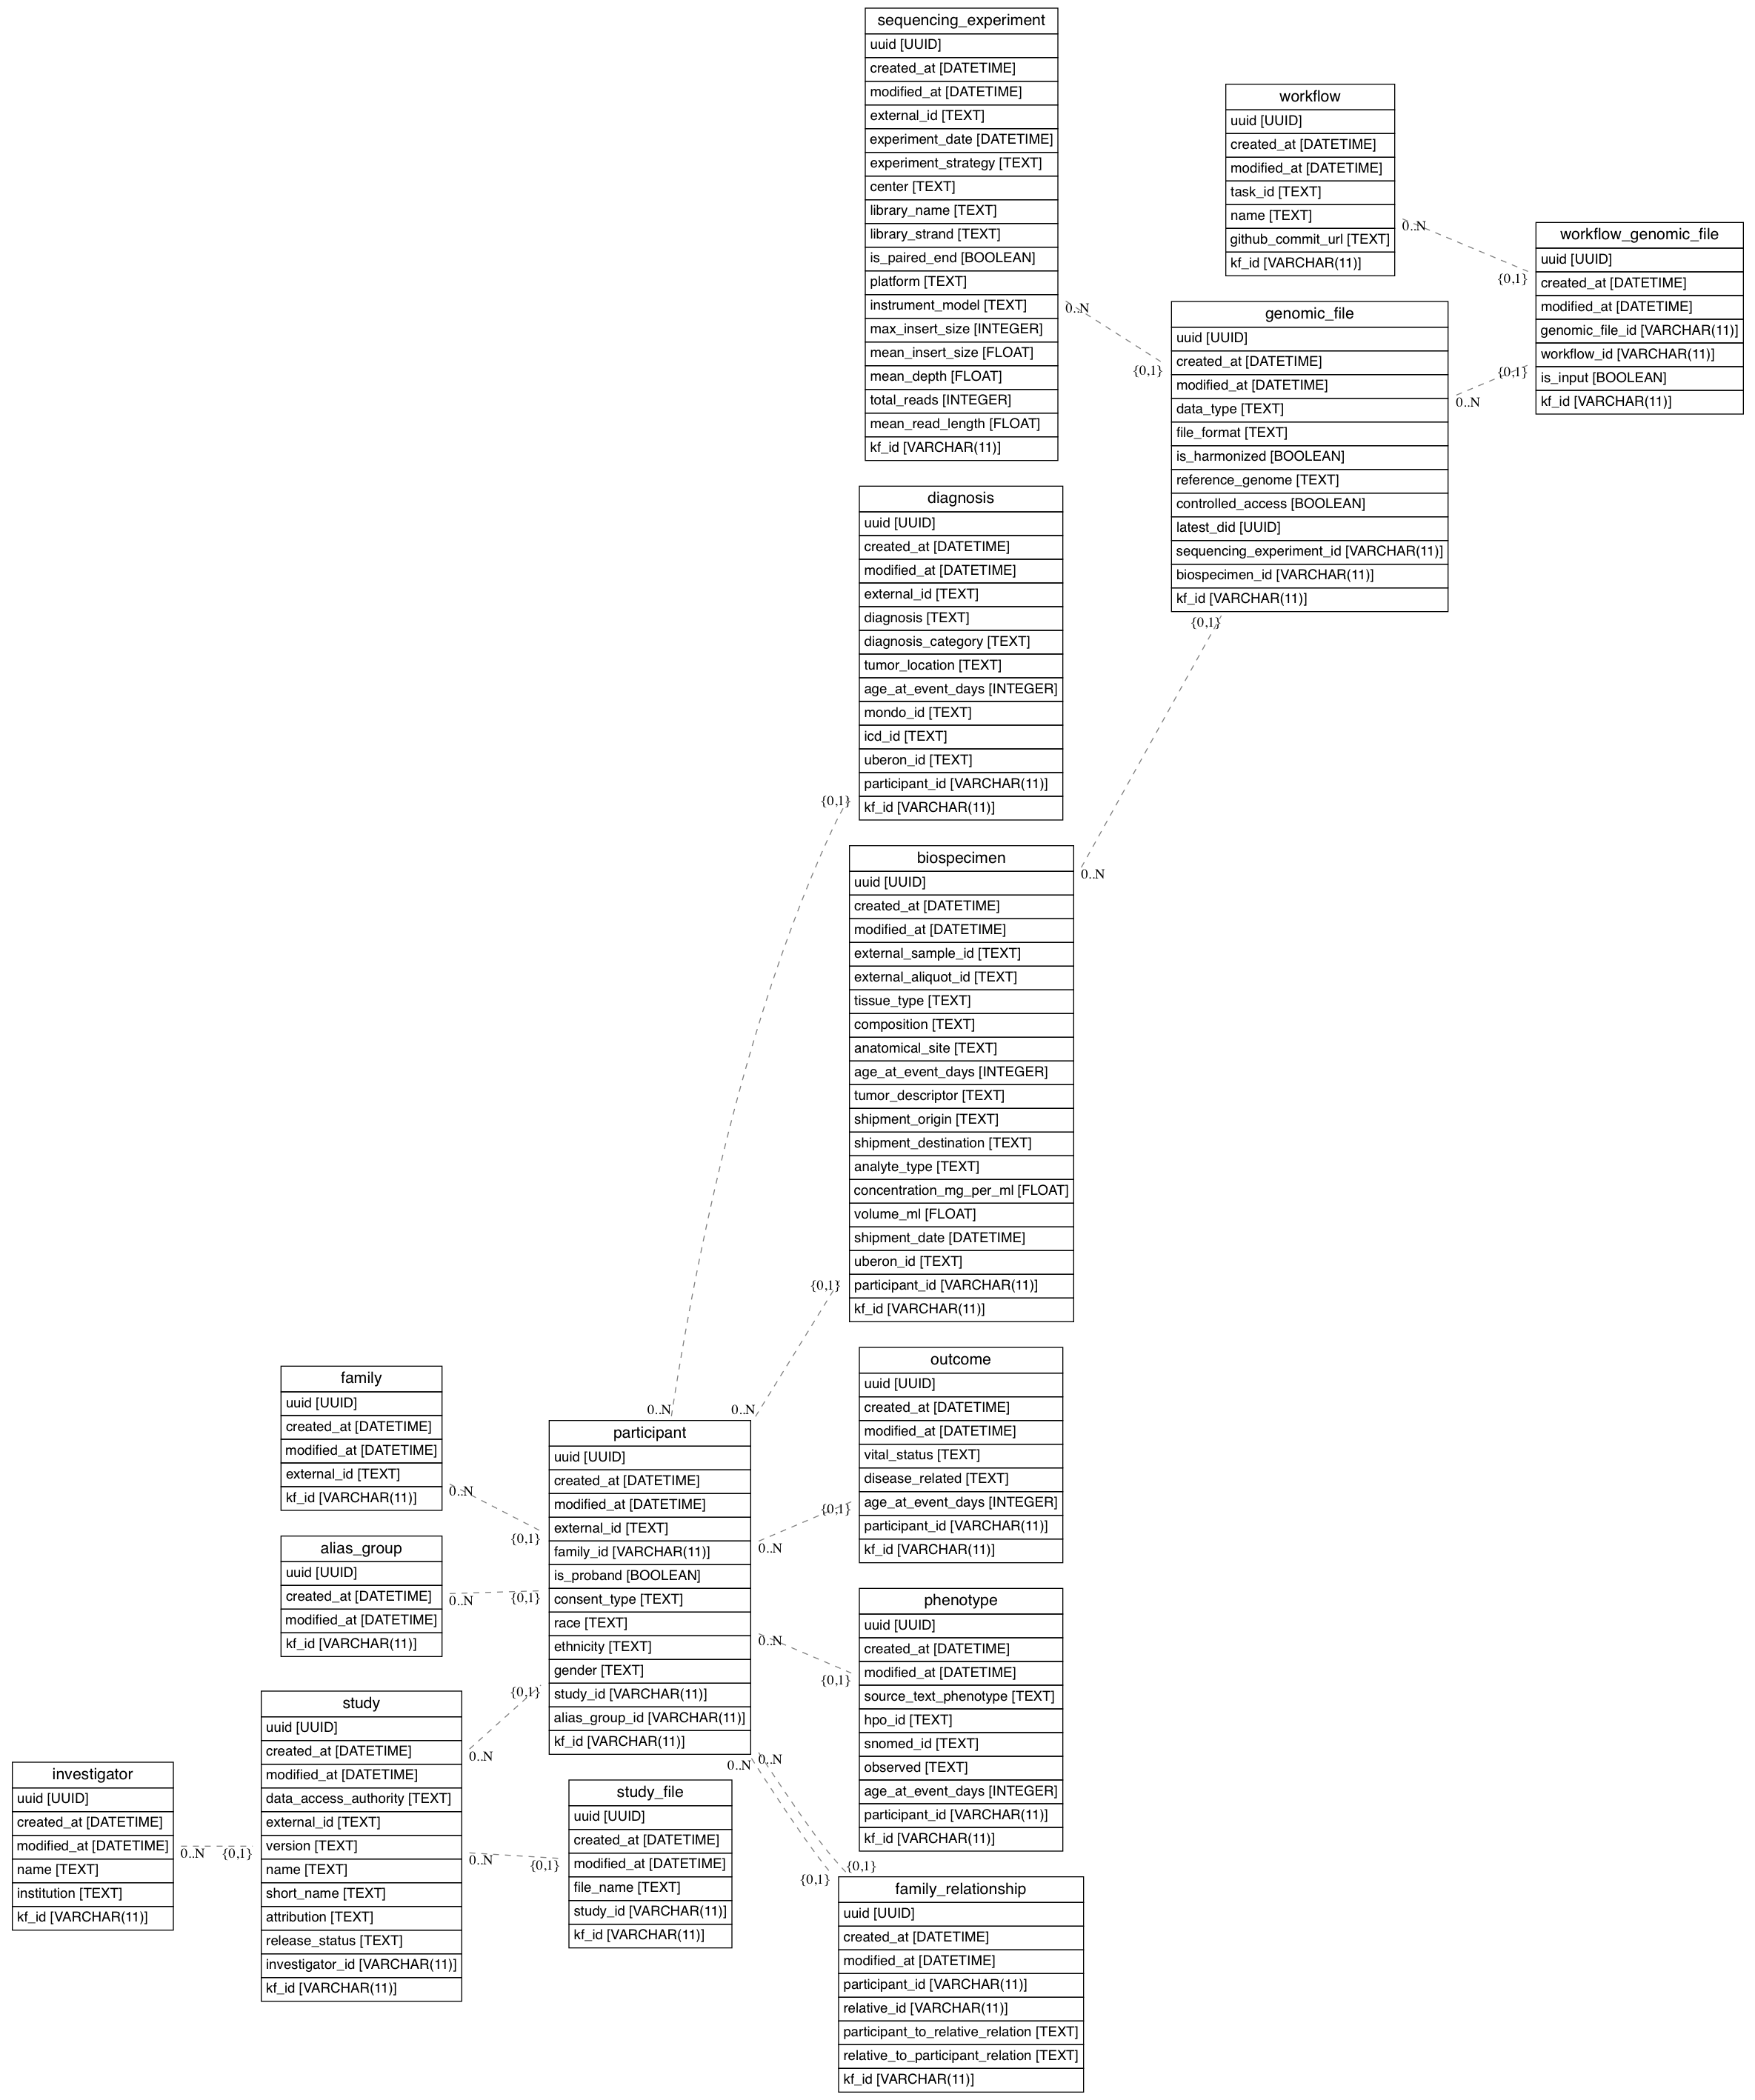 sequencing_experiment
uuid [UUID]
created_at [DATETIME]
modified_at [DATETIME]
external_id [TEXT]
experiment_date [DATETIME]
experiment_strategy [TEXT]
center [TEXT]
library_name [TEXT]
library_strand [TEXT]
is_paired_end [BOOLEAN]
platform [TEXT]
instrument_model [TEXT]
max_insert_size [INTEGER]
mean_insert_size [FLOAT]
mean_depth [FLOAT]
total_reads [INTEGER]
mean_read_length [FLOAT]
kf_id [VARCHAR(11)]
0..N
{0,1}
workflow
uuid [UUID]
created_at [DATETIME]
modified_at [DATETIME]
task_id [TEXT]
name [TEXT]
github_commit_url [TEXT]
kf_id [VARCHAR(11)]
0..N
{0,1}
workflow_genomic_file
uuid [UUID]
created_at [DATETIME]
modified_at [DATETIME]
genomic_file_id [VARCHAR(11)]
workflow_id [VARCHAR(11)]
is_input [BOOLEAN]
kf_id [VARCHAR(11)]
{0,1}
0..N
genomic_file
uuid [UUID]
created_at [DATETIME]
modified_at [DATETIME]
data_type [TEXT]
file_format [TEXT]
is_harmonized [BOOLEAN]
reference_genome [TEXT]
controlled_access [BOOLEAN]
latest_did [UUID]
sequencing_experiment_id [VARCHAR(11)]
biospecimen_id [VARCHAR(11)]
kf_id [VARCHAR(11)]
{0,1}
0..N
diagnosis
uuid [UUID]
created_at [DATETIME]
modified_at [DATETIME]
external_id [TEXT]
diagnosis [TEXT]
diagnosis_category [TEXT]
tumor_location [TEXT]
age_at_event_days [INTEGER]
mondo_id [TEXT]
icd_id [TEXT]
uberon_id [TEXT]
participant_id [VARCHAR(11)]
kf_id [VARCHAR(11)]
{0,1}
0..N
biospecimen
uuid [UUID]
created_at [DATETIME]
modified_at [DATETIME]
external_sample_id [TEXT]
external_aliquot_id [TEXT]
tissue_type [TEXT]
composition [TEXT]
anatomical_site [TEXT]
age_at_event_days [INTEGER]
tumor_descriptor [TEXT]
shipment_origin [TEXT]
shipment_destination [TEXT]
analyte_type [TEXT]
concentration_mg_per_ml [FLOAT]
volume_ml [FLOAT]
shipment_date [DATETIME]
uberon_id [TEXT]
participant_id [VARCHAR(11)]
kf_id [VARCHAR(11)]
{0,1}
0..N
family
uuid [UUID]
created_at [DATETIME]
modified_at [DATETIME]
external_id [TEXT]
kf_id [VARCHAR(11)]
0..N
{0,1}
alias_group
uuid [UUID]
created_at [DATETIME]
modified_at [DATETIME]
kf_id [VARCHAR(11)]
0..N
{0,1}
participant
uuid [UUID]
created_at [DATETIME]
modified_at [DATETIME]
external_id [TEXT]
family_id [VARCHAR(11)]
is_proband [BOOLEAN]
consent_type [TEXT]
race [TEXT]
ethnicity [TEXT]
gender [TEXT]
study_id [VARCHAR(11)]
alias_group_id [VARCHAR(11)]
kf_id [VARCHAR(11)]
outcome
uuid [UUID]
created_at [DATETIME]
modified_at [DATETIME]
vital_status [TEXT]
disease_related [TEXT]
age_at_event_days [INTEGER]
participant_id [VARCHAR(11)]
kf_id [VARCHAR(11)]
{0,1}
0..N
phenotype
uuid [UUID]
created_at [DATETIME]
modified_at [DATETIME]
source_text_phenotype [TEXT]
hpo_id [TEXT]
snomed_id [TEXT]
observed [TEXT]
age_at_event_days [INTEGER]
participant_id [VARCHAR(11)]
kf_id [VARCHAR(11)]
0..N
{0,1}
study
uuid [UUID]
created_at [DATETIME]
modified_at [DATETIME]
data_access_authority [TEXT]
external_id [TEXT]
version [TEXT]
name [TEXT]
short_name [TEXT]
attribution [TEXT]
release_status [TEXT]
investigator_id [VARCHAR(11)]
kf_id [VARCHAR(11)]
{0,1}
0..N
investigator
uuid [UUID]
created_at [DATETIME]
modified_at [DATETIME]
name [TEXT]
institution [TEXT]
kf_id [VARCHAR(11)]
0..N
{0,1}
study_file
uuid [UUID]
created_at [DATETIME]
modified_at [DATETIME]
file_name [TEXT]
study_id [VARCHAR(11)]
kf_id [VARCHAR(11)]
0..N
{0,1}
0..N
0..N
{0,1}
{0,1}
family_relationship
uuid [UUID]
created_at [DATETIME]
modified_at [DATETIME]
participant_id [VARCHAR(11)]
relative_id [VARCHAR(11)]
participant_to_relative_relation [TEXT]
relative_to_participant_relation [TEXT]
kf_id [VARCHAR(11)]